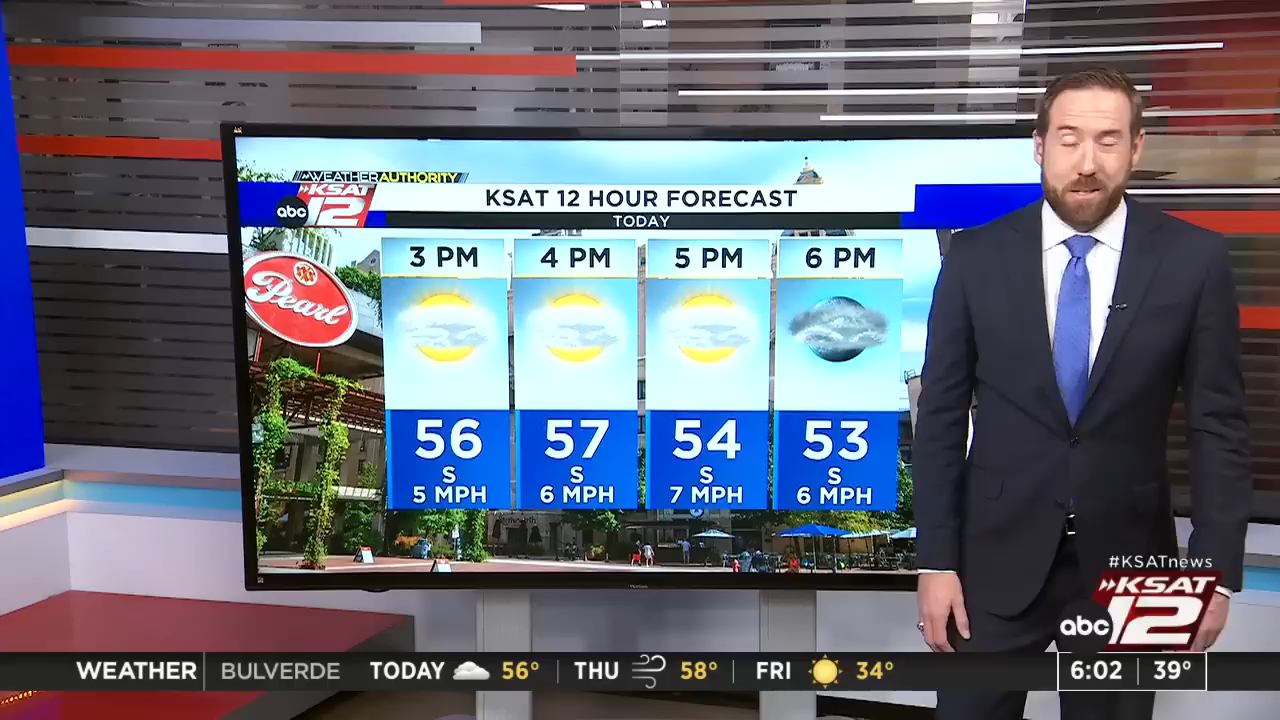 WEATHER AUTHORITY
KSAT
abc 12
KSAT 12 HOUR FORECAST
TODAY
Pearl
3 PM 4 PM 5 PM 6 PM
56 57 54 53
S S S S
5 MPH 6 MPH 7 MPH 6 MPH
#KSATnews
KSAT
abc 12
WEATHER BULVERDE TODAY 56° THU 58° FRI 34° 6:02 39°